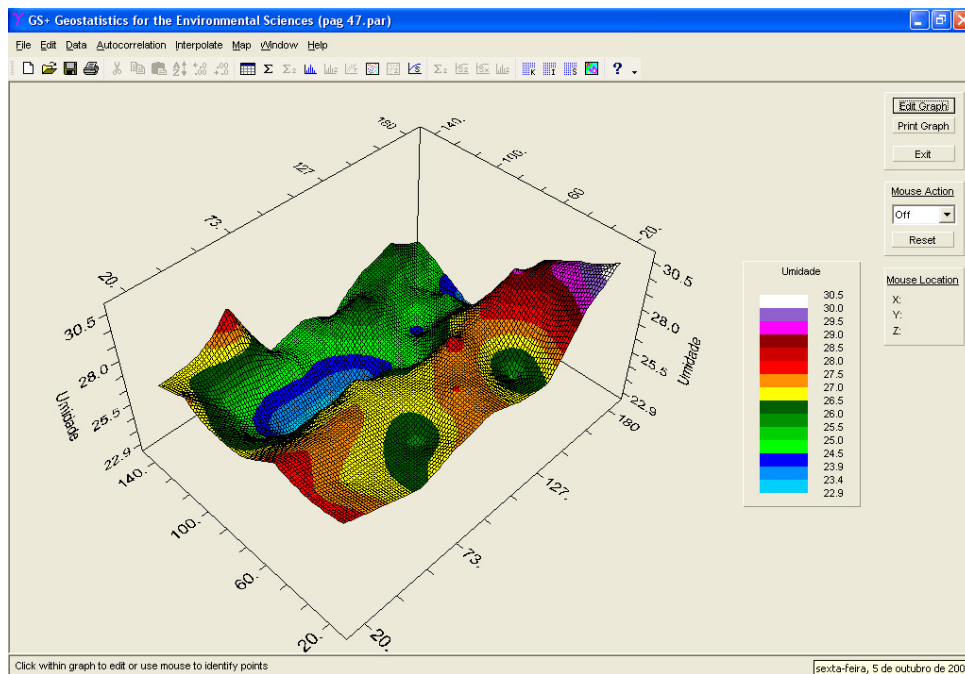 GS+ Geostatistics for the Environmental Sciences (pag 47.par)
File Edit Data Autocorrelation Interpolate Map Window Help
Edit Graph
Print Graph
Exit
Mouse Action
Off
Reset
Mouse Location
X:
Y:
Z:
180
127
73.
20.
140.
100.
60
20.
30.5
28.0
25.5
22.9
Umidade
30.5
28.0
25.5
22.9
Umidade
140.
100.
60.
20.
20.
73.
127.
180
Umidade
30.5
30.0
29.5
29.0
28.5
28.0
27.5
27.0
26.5
26.0
25.5
25.0
24.5
23.9
23.4
22.9
Click within graph to edit or use mouse to identify points
sexta-feira, 5 de outubro de 200